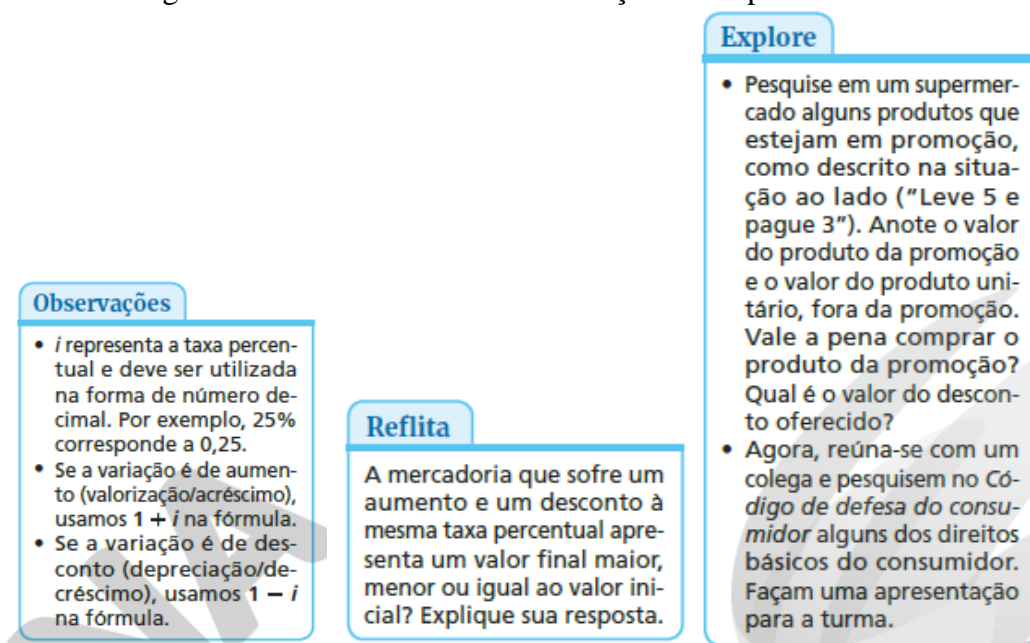 Observações
• i representa a taxa percen-
tual e deve ser utilizada
na forma de número de-
cimal. Por exemplo, 25%
corresponde a 0,25.
• Se a variação é de aumen-
to (valorização/acréscimo),
usamos 1 + i na fórmula.
• Se a variação é de des-
conto (depreciação/de-
créscimo), usamos 1 − i
na fórmula.
Reflita
A mercadoria que sofre um
aumento e um desconto à
mesma taxa percentual apre-
senta um valor final maior,
menor ou igual ao valor ini-
cial? Explique sua resposta.
Explore
• Pesquise em um supermer-
cado alguns produtos que
estejam em promoção,
como descrito na situa-
ção ao lado ("Leve 5 e
pague 3"). Anote o valor
do produto da promoção
e o valor do produto uni-
tário, fora da promoção.
Vale a pena comprar o
produto da promoção?
Qual é o valor do descon-
to oferecido?
• Agora, reúna-se com um
colega e pesquisem no Có-
digo de defesa do consu-
midor alguns dos direitos
básicos do consumidor.
Façam uma apresentação
para a turma.